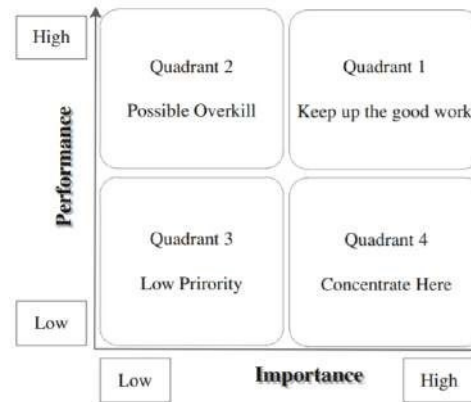 High
Quadrant 2
Possible Overkill
Quadrant 1
Keep up the good work
Performance
Quadrant 3
Low Prirority
Quadrant 4
Concentrate Here
Low
Low
Importance
High